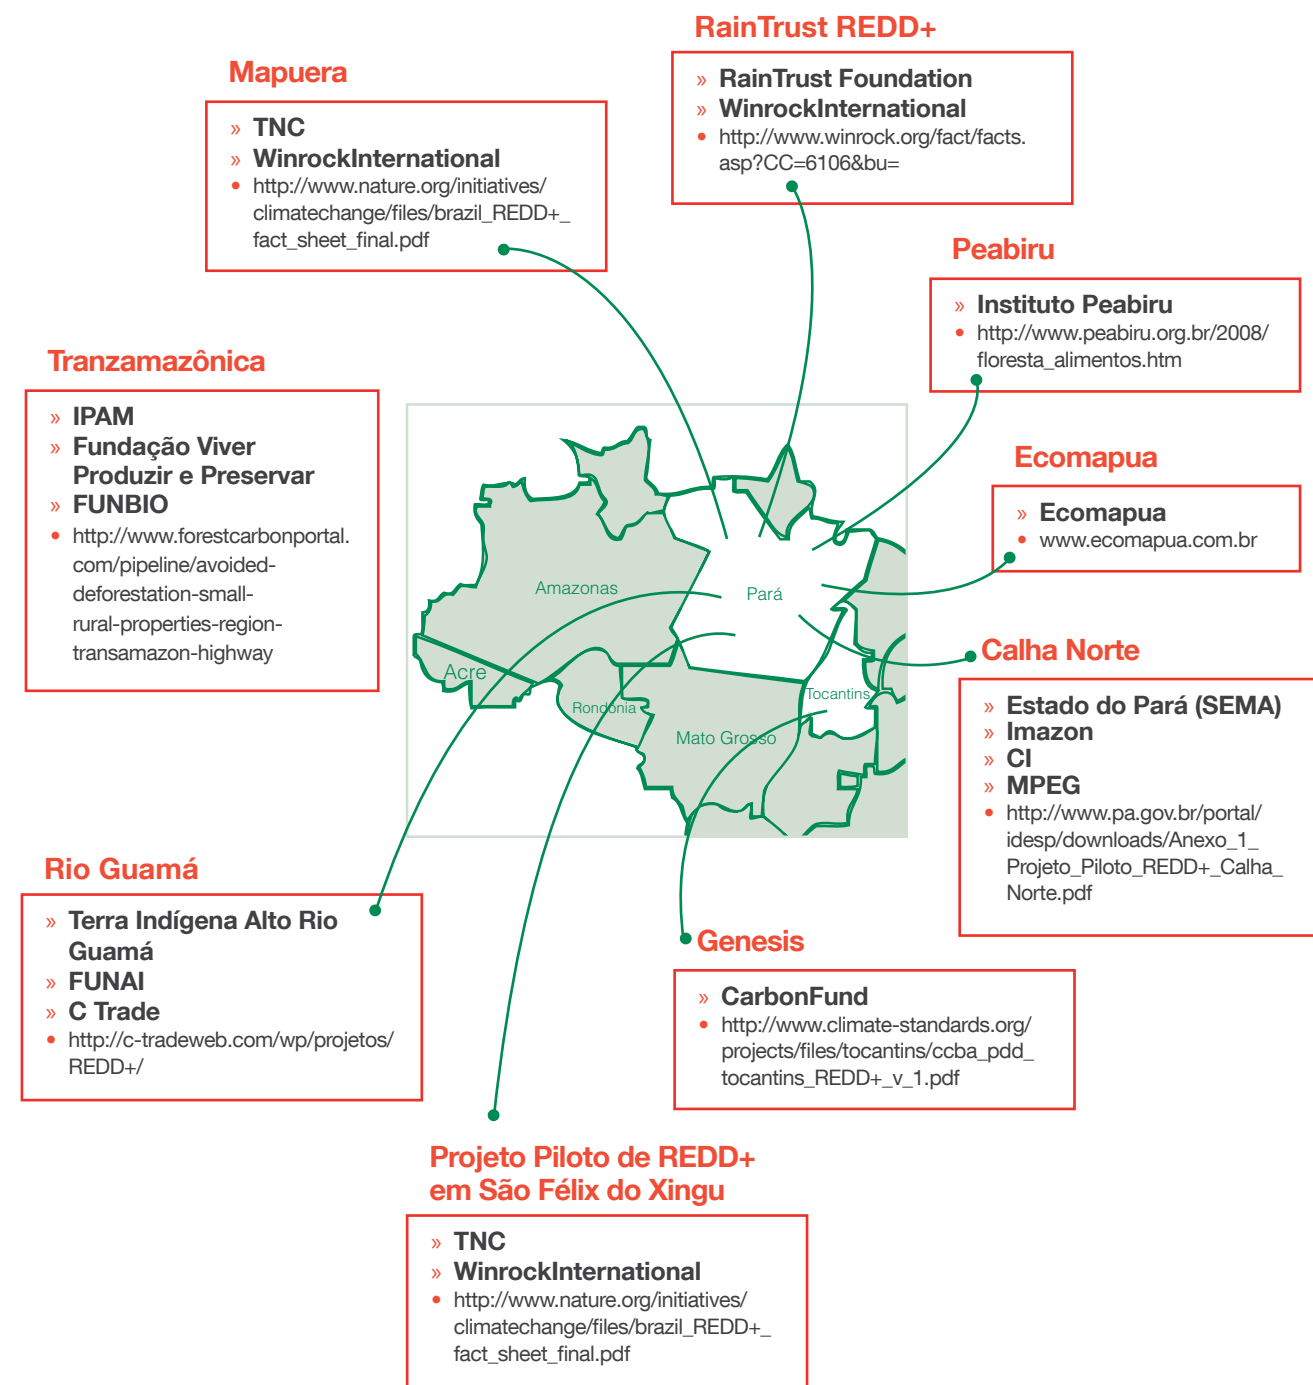 RainTrust REDD+
» RainTrust Foundation
» WinrockInternational
• http://www.winrock.org/fact/facts.
asp?CC=6106&bu=
Mapuera
» TNC
» WinrockInternational
• http://www.nature.org/initiatives/
climatechange/files/brazil_REDD+_
fact_sheet_final.pdf
Peabiru
» Instituto Peabiru
• http://www.peabiru.org.br/2008/
floresta_alimentos.htm
Tranzamazônica
» IPAM
» Fundação Viver
Produzir e Preservar
» FUNBIO
• http://www.forestcarbonportal.
com/pipeline/avoided-
deforestation-small-
rural-properties-region-
transamazon-highway
Ecomapua
» Ecomapua
• www.ecomapua.com.br
Amazonas
Pará
Acre
Rondônia
Tocantins
Mato Grosso
Calha Norte
» Estado do Pará (SEMA)
» Imazon
» CI
» MPEG
• http://www.pa.gov.br/portal/
idesp/downloads/Anexo_1_
Projeto_Piloto_REDD+_Calha_
Norte.pdf
Rio Guamá
» Terra Indígena Alto Rio
Guamá
» FUNAI
» C Trade
• http://c-tradeweb.com/wp/projetos/
REDD+/
Genesis
» CarbonFund
• http://www.climate-standards.org/
projects/files/tocantins/ccba_pdd_
tocantins_REDD+_v_1.pdf
Projeto Piloto de REDD+
em São Félix do Xingu
» TNC
» WinrockInternational
• http://www.nature.org/initiatives/
climatechange/files/brazil_REDD+_
fact_sheet_final.pdf